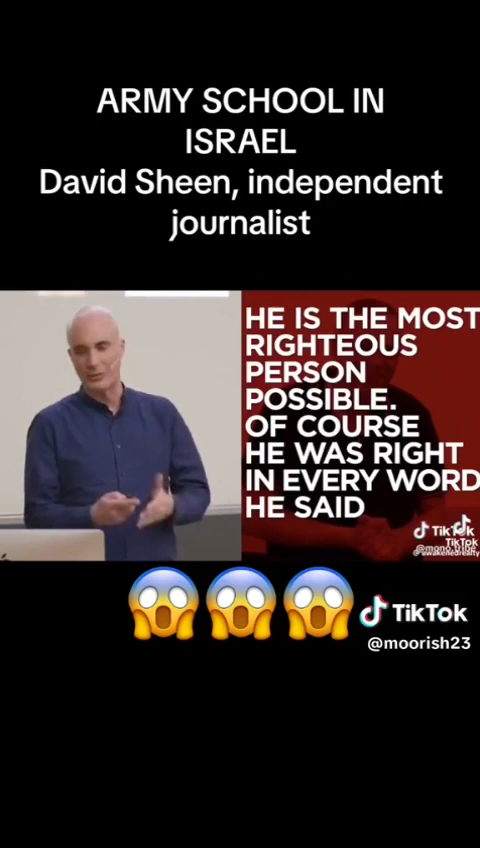 ARMY SCHOOL IN
ISRAEL
David Sheen, independent
journalist
HE IS THE MOST
RIGHTEOUS
PERSON
POSSIBLE.
OF COURSE
HE WAS RIGHT
IN EVERY WORD
HE SAID
TikTok
TikTok
TikTok
@moorish23